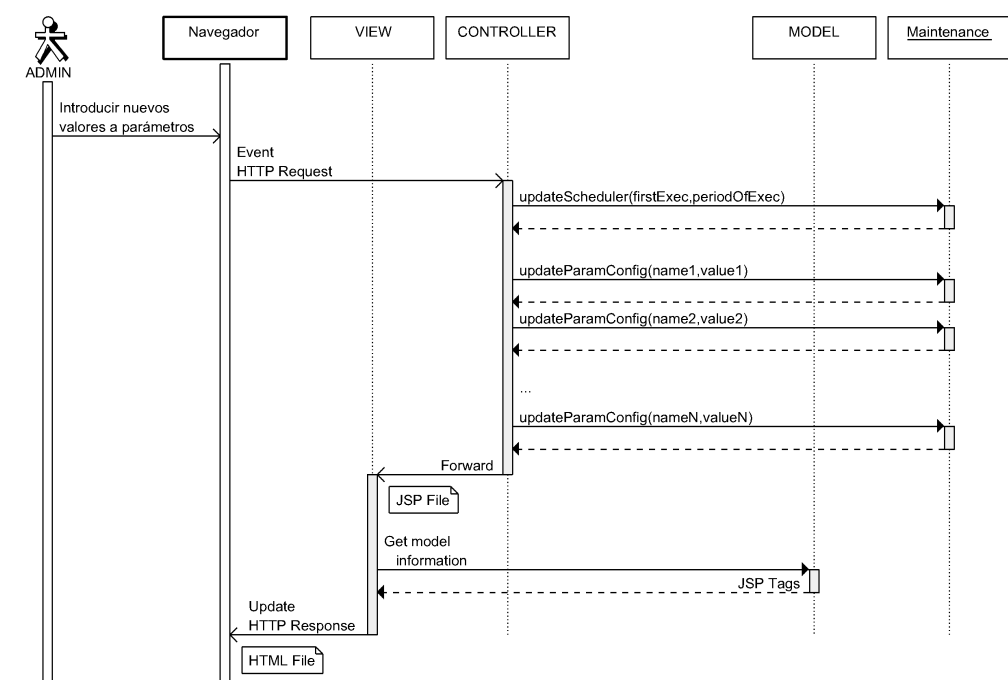 Navegador
VIEW
CONTROLLER
MODEL
Maintenance
ADMIN
Introducir nuevos
valores a parámetros
Event
HTTP Request
updateScheduler(firstExec,periodOfExec)
updateParamConfig(name1,value1)
updateParamConfig(name2,value2)
...
updateParamConfig(nameN,valueN)
Forward
JSP File
Get model
information
JSP Tags
Update
HTTP Response
HTML File